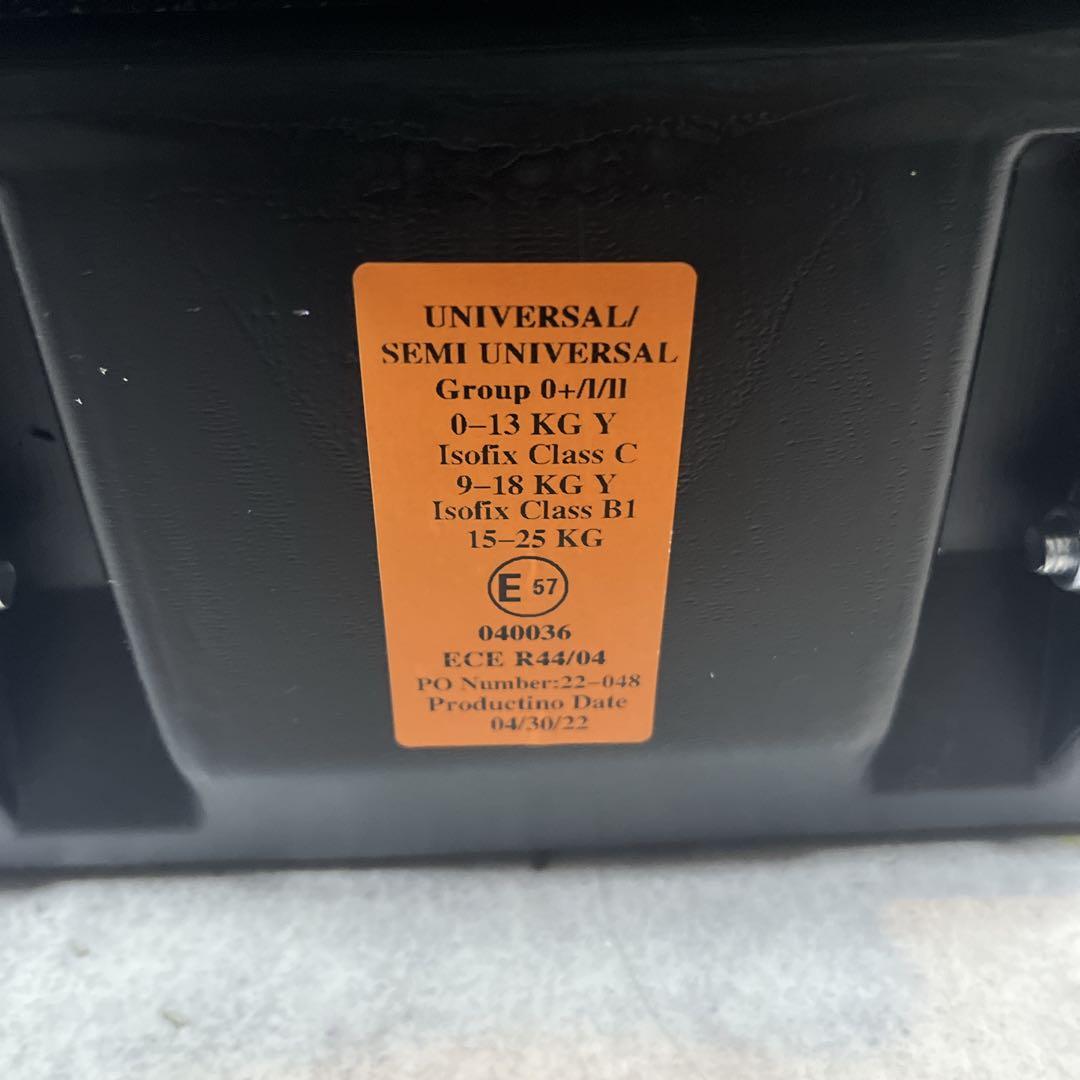 UNIVERSAL/
SEMI UNIVERSAL
Group 0+/I/II
0–13 KG Y
Isofix Class C
9–18 KG Y
Isofix Class B1
15–25 KG
E 57
040036
ECE R44/04
PO Number:22–048
Productino Date
04/30/22